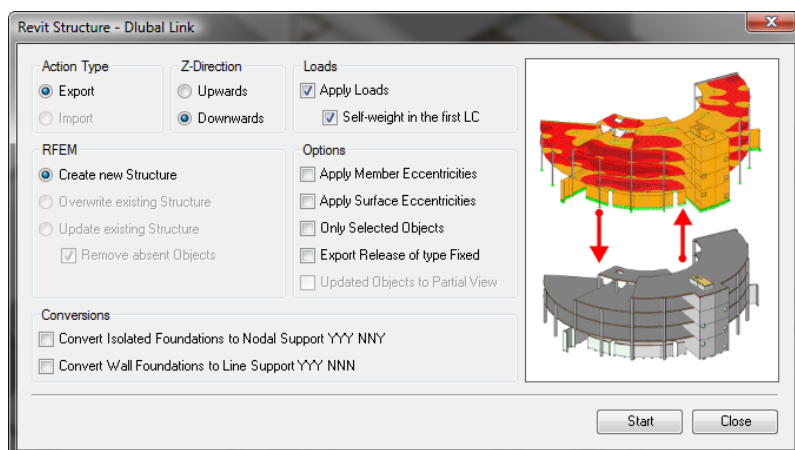 Revit Structure - Dlubal Link
Action Type
Export
Import
Z-Direction
Upwards
Downwards
Loads
Apply Loads
Self-weight in the first LC
RFEM
Create new Structure
Overwrite existing Structure
Update existing Structure
Remove absent Objects
Options
Apply Member Eccentricities
Apply Surface Eccentricities
Only Selected Objects
Export Release of type Fixed
Updated Objects to Partial View
Conversions
Convert Isolated Foundations to Nodal Support YYY NNY
Convert Wall Foundations to Line Support YYY NNN
Start
Close